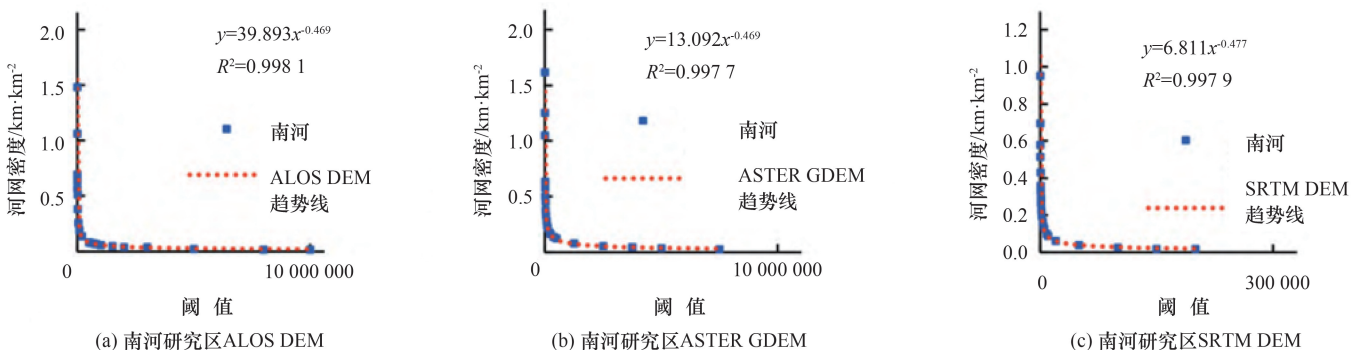 2.0
1.5
1.0
0.5
0
10 000 000
河网密度/km·km⁻²
y=39.893x⁻⁰·⁴⁶⁹
R²=0.998 1
南河
ALOS DEM
趋势线
阈 值
(a) 南河研究区ALOS DEM
2.0
1.5
1.0
0.5
0
10 000 000
河网密度/km·km⁻²
y=13.092x⁻⁰·⁴⁶⁹
R²=0.997 7
南河
ASTER GDEM
趋势线
阈 值
(b) 南河研究区ASTER GDEM
1.2
1.0
0.8
0.6
0.4
0.2
0.0
0
300 000
河网密度/km·km⁻²
y=6.811x⁻⁰·⁴⁷⁷
R²=0.997 9
南河
SRTM DEM
趋势线
阈 值
(c) 南河研究区SRTM DEM